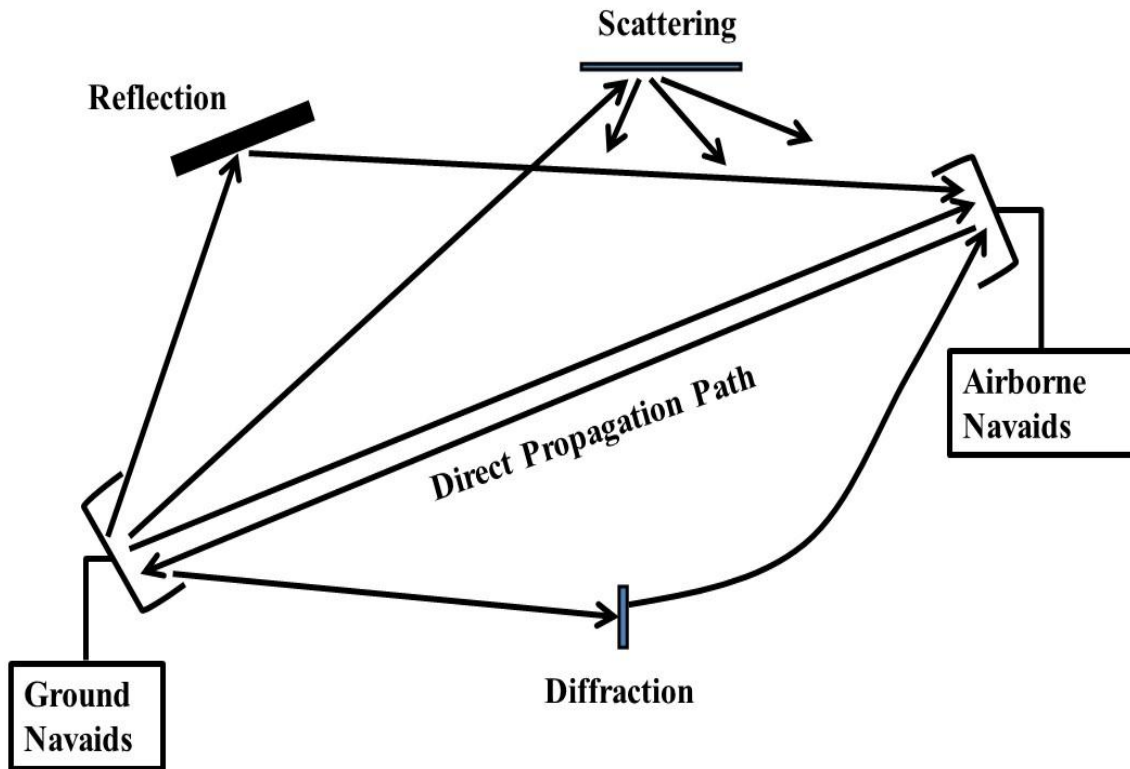 Scattering
Reflection
Airborne
Navaids
Direct Propagation Path
Ground
Navaids
Diffraction